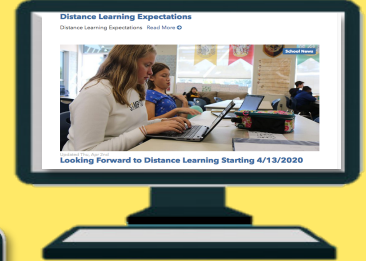 Distance Learning Expectations
Distance Learning Expectations Read More
School News
Looking Forward to Distance Learning Starting 4/13/2020